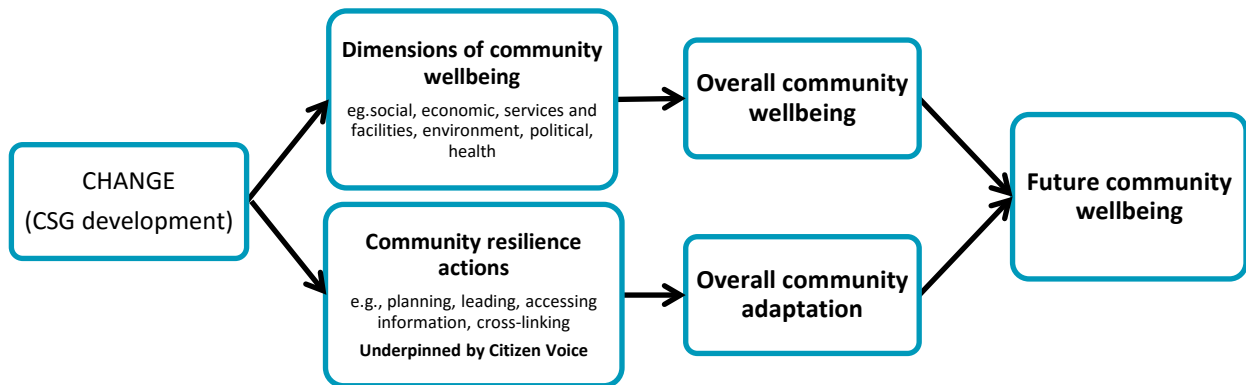 CHANGE
(CSG development)
Dimensions of community
wellbeing
eg.social, economic, services and
facilities, environment, political,
health
Overall community
wellbeing
Community resilience
actions
e.g., planning, leading, accessing
information, cross-linking
Underpinned by Citizen Voice
Overall community
adaptation
Future community
wellbeing